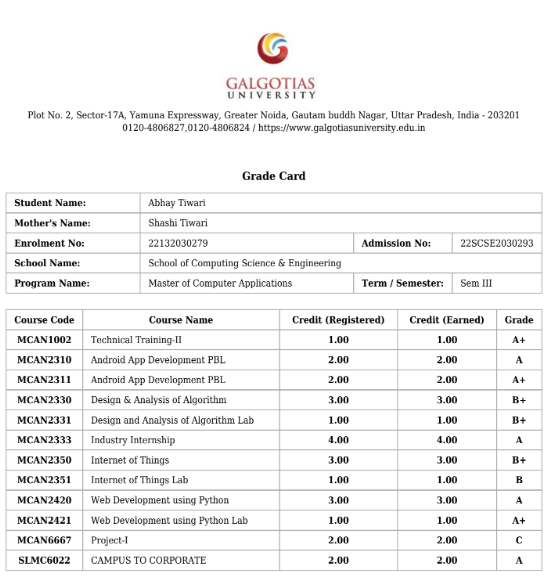 GALGOTIAS
UNIVERSITY
Plot No. 2, Sector-17A, Yamuna Expressway, Greater Noida, Gautam buddh Nagar, Uttar Pradesh, India - 203201
0120-4806827,0120-4806824 / https://www.galgotiasuniversity.edu.in
Grade Card
Student Name: Abhay Tiwari
Mother's Name: Shashi Tiwari
Enrolment No: 22132030279 Admission No: 22SCSE2030293
School Name: School of Computing Science & Engineering
Program Name: Master of Computer Applications Term / Semester: Sem III
Course Code Course Name Credit (Registered) Credit (Earned) Grade
MCAN1002 Technical Training-II 1.00 1.00 A+
MCAN2310 Android App Development PBL 2.00 2.00 A
MCAN2311 Android App Development PBL 2.00 2.00 A+
MCAN2330 Design & Analysis of Algorithm 3.00 3.00 B+
MCAN2331 Design and Analysis of Algorithm Lab 1.00 1.00 B+
MCAN2333 Industry Internship 4.00 4.00 A
MCAN2350 Internet of Things 3.00 3.00 B+
MCAN2351 Internet of Things Lab 1.00 1.00 B
MCAN2420 Web Development using Python 3.00 3.00 A
MCAN2421 Web Development using Python Lab 1.00 1.00 A+
MCAN6667 Project-I 2.00 2.00 C
SLMC6022 CAMPUS TO CORPORATE 2.00 2.00 A